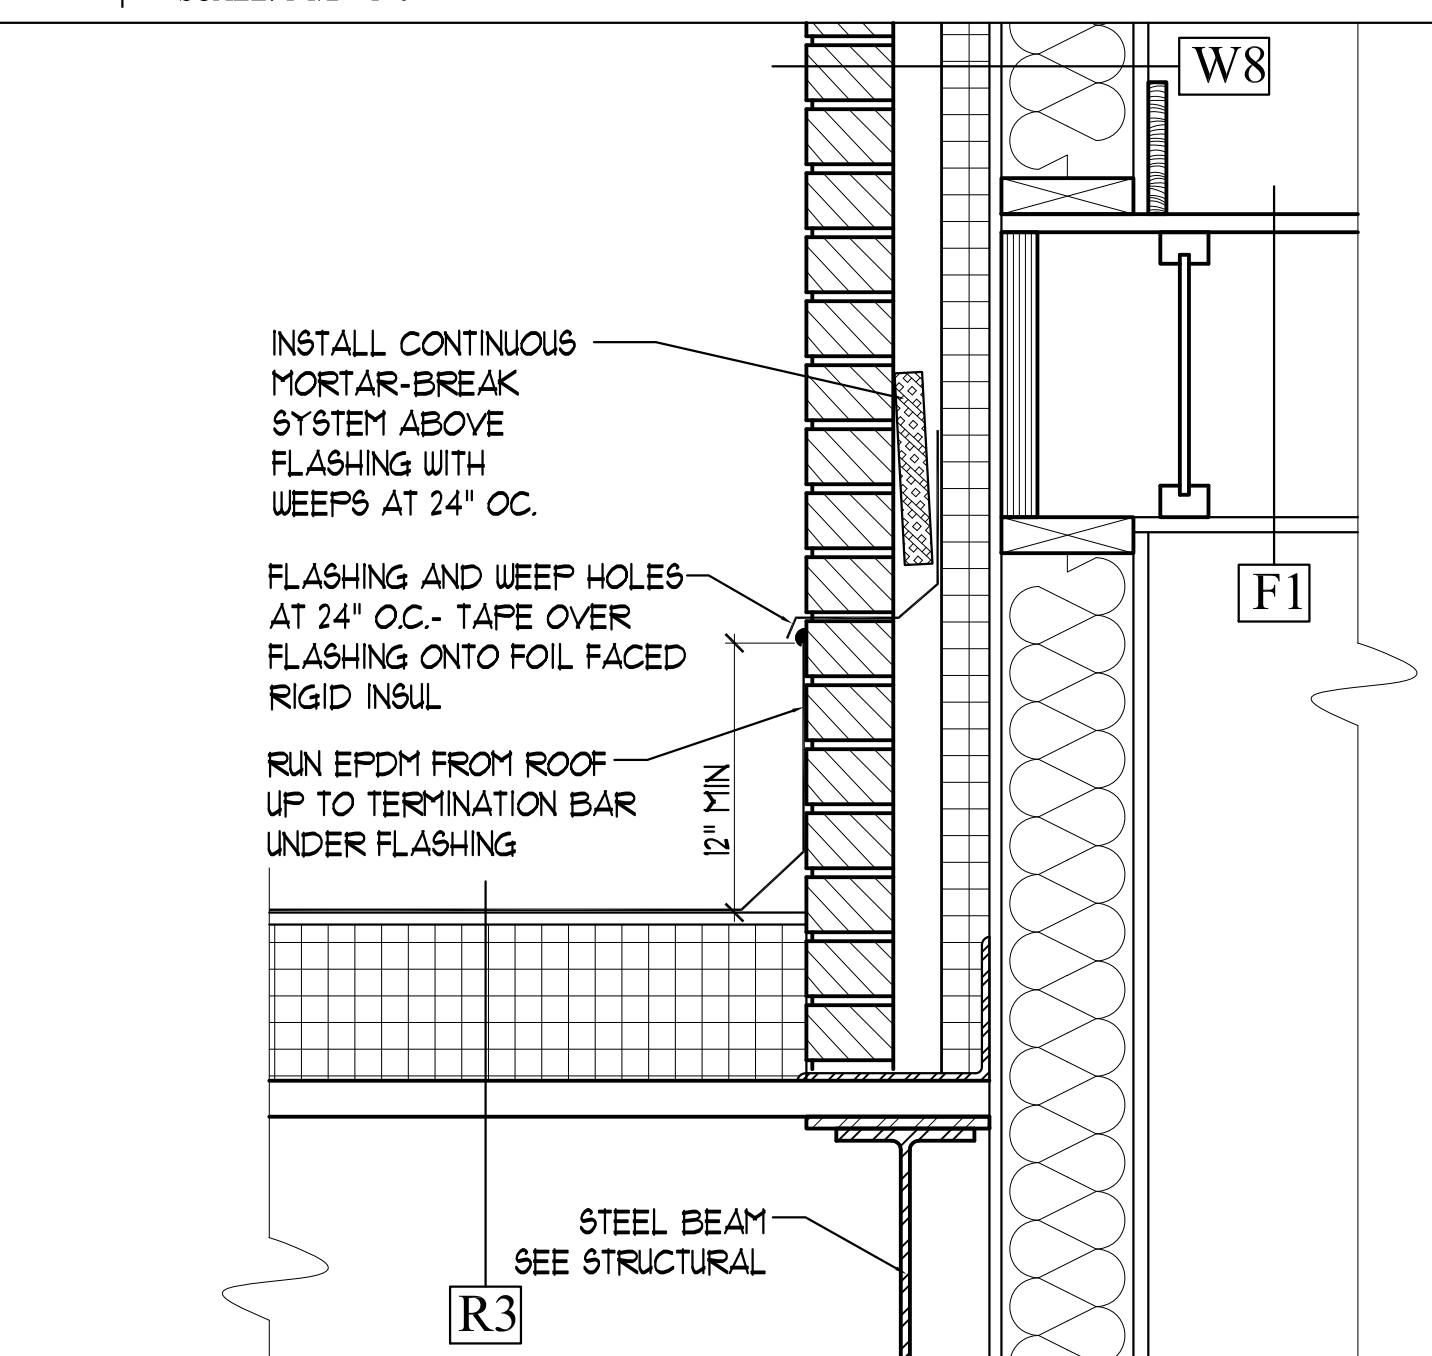 W8
INSTALL CONTINUOUS
MORTAR-BREAK
SYSTEM ABOVE
FLASHING WITH
WEEPS AT 24" OC.
FLASHING AND WEEP HOLES
AT 24" O.C.- TAPE OVER
FLASHING ONTO FOIL FACED
RIGID INSUL
F1
RUN EPDM FROM ROOF
UP TO TERMINATION BAR
UNDER FLASHING
12" MIN
STEEL BEAM
SEE STRUCTURAL
R3